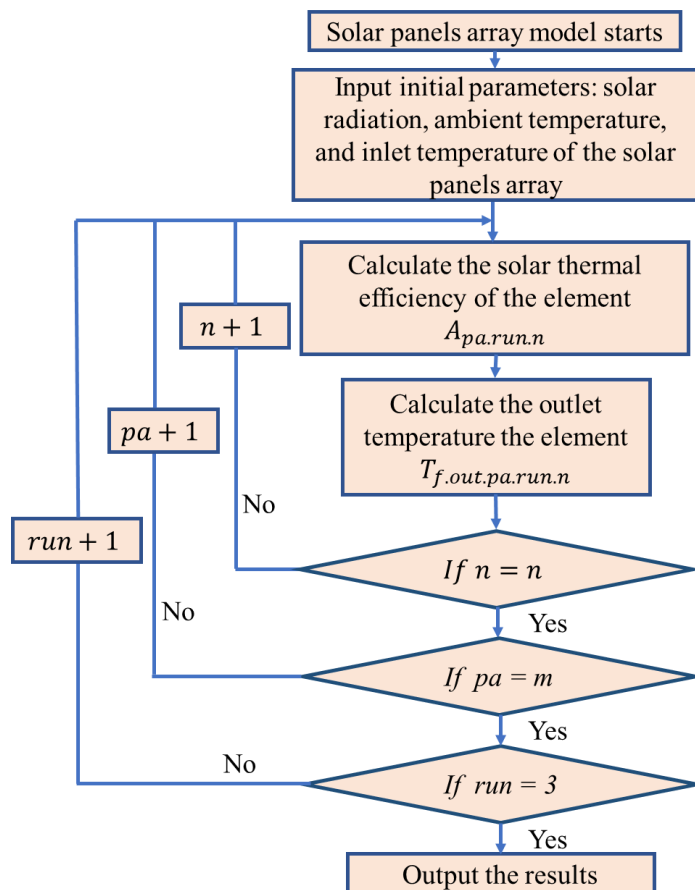 Solar panels array model starts
Input initial parameters: solar
radiation, ambient temperature,
and inlet temperature of the solar
panels array
Calculate the solar thermal
efficiency of the element
A_{pa.run.n}
n + 1
Calculate the outlet
temperature the element
T_{f.out.pa.run.n}
pa + 1
No
run + 1
If n = n
No
Yes
If pa = m
Yes
No
If run = 3
Yes
Output the results